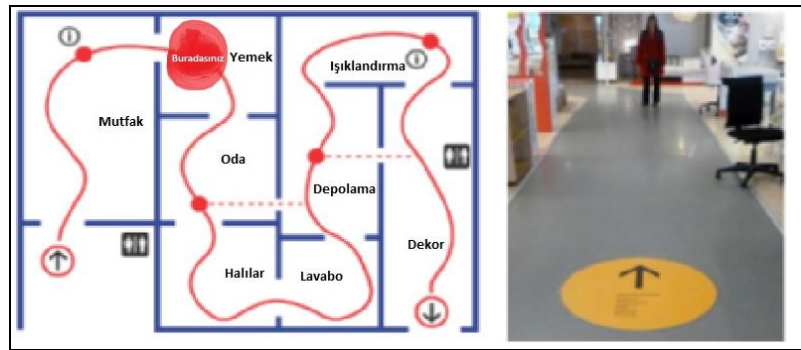 Buradasınız
Yemek
Işıklandırma
Mutfak
Oda
Depolama
Dekor
Halılar
Lavabo